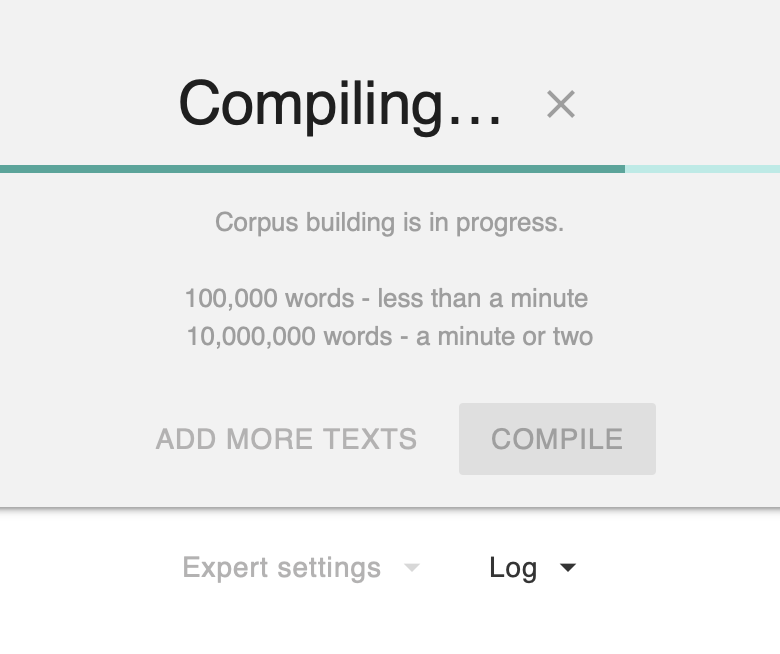 Compiling…
Corpus building is in progress.
100,000 words - less than a minute
10,000,000 words - a minute or two
ADD MORE TEXTS COMPILE
Expert settings Log